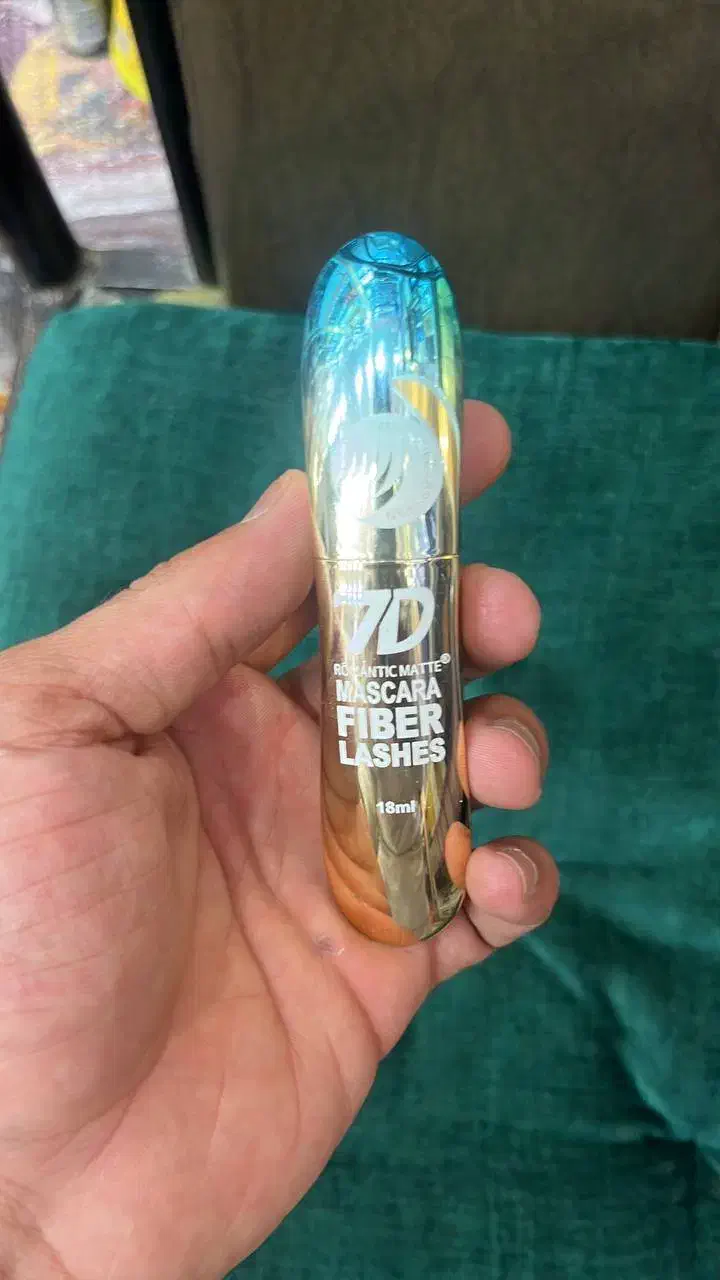 7D
ROMANTIC MATTE®
MASCARA
FIBER
LASHES
18ml